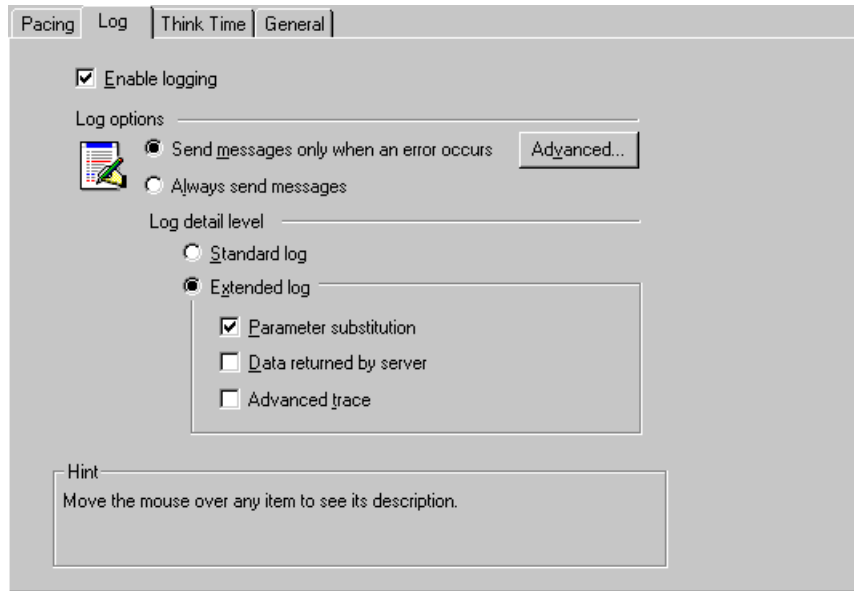 Pacing Log Think Time General
Enable logging
Log options
Send messages only when an error occurs Advanced...
Always send messages
Log detail level
Standard log
Extended log
Parameter substitution
Data returned by server
Advanced trace
Hint
Move the mouse over any item to see its description.